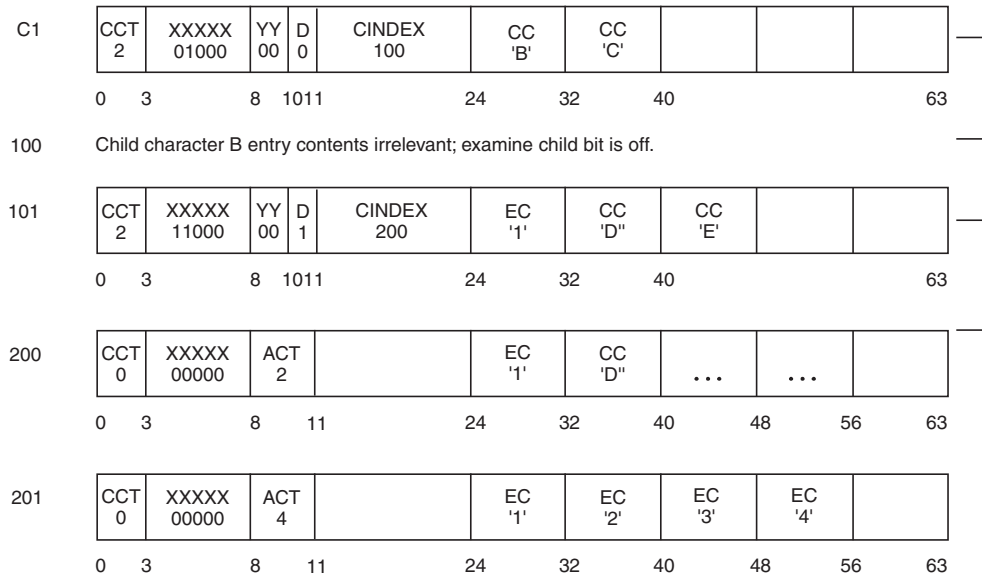 C1 CCT XXXXX YY D CINDEX CC CC
2 01000 00 0 100 'B' 'C'
0 3 8 1011 24 32 40 63
100 Child character B entry contents irrelevant; examine child bit is off.
101 CCT XXXXX YY D CINDEX EC CC CC
2 11000 00 1 200 '1' 'D'' 'E'
0 3 8 1011 24 32 40 63
200 CCT XXXXX ACT EC CC
0 00000 2 '1' 'D'' ... ...
0 3 8 11 24 32 40 48 56 63
201 CCT XXXXX ACT EC EC EC EC
0 00000 4 '1' '2' '3' '4'
0 3 8 11 24 32 40 48 56 63